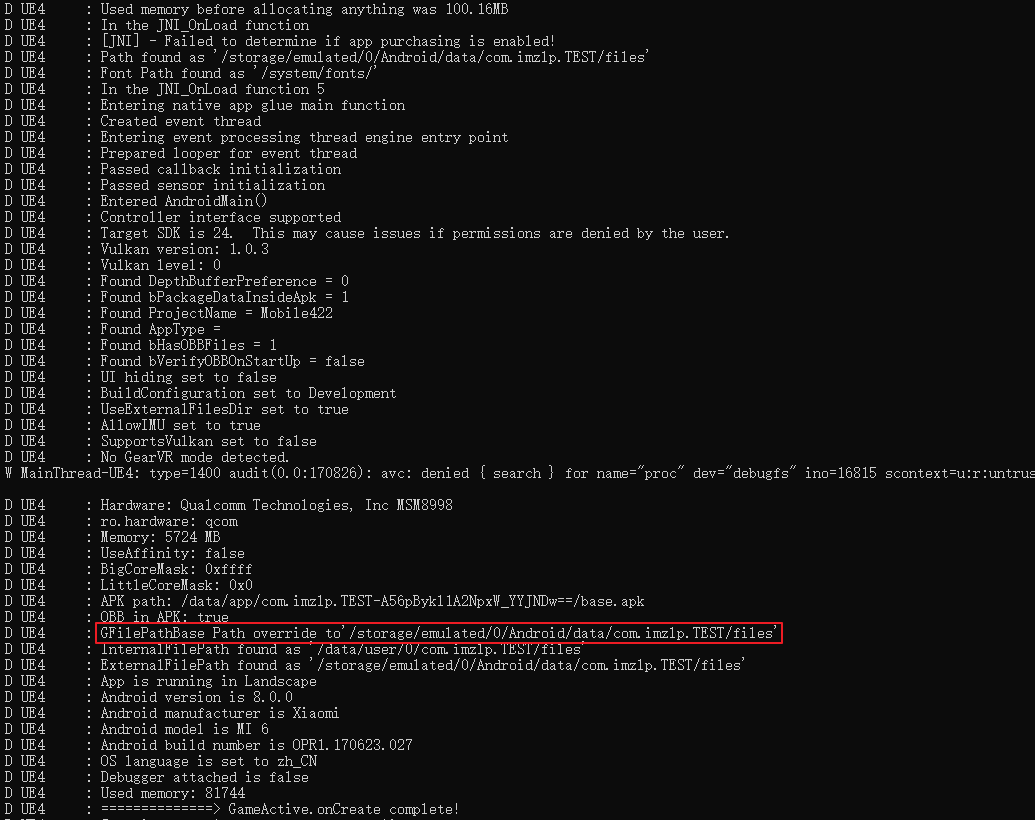 D UE4 : Used memory before allocating anything was 100.16MB
D UE4 : In the JNI_OnLoad function
D UE4 : [JNI] - Failed to determine if app purchasing is enabled!
D UE4 : Path found as '/storage/emulated/0/Android/data/com.imzlp.TEST/files'
D UE4 : Font Path found as '/system/fonts/'
D UE4 : In the JNI_OnLoad function 5
D UE4 : Entering native app glue main function
D UE4 : Created event thread
D UE4 : Entering event processing thread engine entry point
D UE4 : Prepared looper for event thread
D UE4 : Passed callback initialization
D UE4 : Passed sensor initialization
D UE4 : Entered AndroidMain()
D UE4 : Controller interface supported
D UE4 : Target SDK is 24.  This may cause issues if permissions are denied by the user.
D UE4 : Vulkan version: 1.0.3
D UE4 : Vulkan level: 0
D UE4 : Found DepthBufferPreference = 0
D UE4 : Found bPackageDataInsideApk = 1
D UE4 : Found ProjectName = Mobile422
D UE4 : Found AppType =
D UE4 : Found bHasOBBFiles = 1
D UE4 : Found bVerifyOBBOnStartUp = false
D UE4 : UI hiding set to false
D UE4 : BuildConfiguration set to Development
D UE4 : UseExternalFilesDir set to true
D UE4 : AllowIMU set to true
D UE4 : SupportsVulkan set to false
D UE4 : No GearVR mode detected.
W MainThread-UE4: type=1400 audit(0.0:170826): avc: denied { search } for name="proc" dev="debugfs" ino=16815 scontext=u:r:untrus
D UE4 : Hardware: Qualcomm Technologies, Inc MSM8998
D UE4 : ro.hardware: qcom
D UE4 : Memory: 5724 MB
D UE4 : UseAffinity: false
D UE4 : BigCoreMask: 0xffff
D UE4 : LittleCoreMask: 0x0
D UE4 : APK path: /data/app/com.imzlp.TEST-A56pBykl1A2NpxW_YYJNDw==/base.apk
D UE4 : OBB in APK: true
D UE4 : GFilePathBase Path override to'/storage/emulated/0/Android/data/com.imzlp.TEST/files'
D UE4 : InternalFilePath found as '/data/user/0/com.imzlp.TEST/files'
D UE4 : ExternalFilePath found as '/storage/emulated/0/Android/data/com.imzlp.TEST/files'
D UE4 : App is running in Landscape
D UE4 : Android version is 8.0.0
D UE4 : Android manufacturer is Xiaomi
D UE4 : Android model is MI 6
D UE4 : Android build number is OPR1.170623.027
D UE4 : OS language is set to zh_CN
D UE4 : Debugger attached is false
D UE4 : Used memory: 81744
D UE4 : ==============> GameActive.onCreate complete!